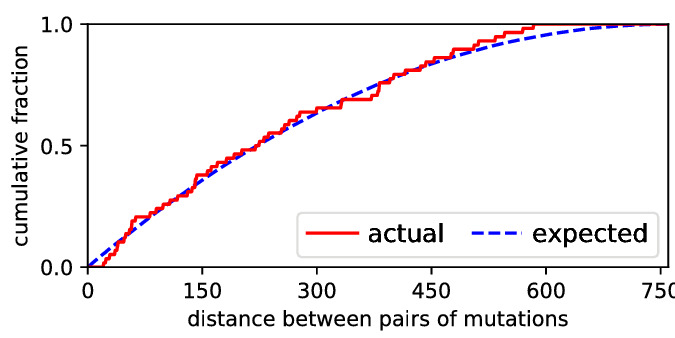 cumulative fraction
1.0
0.5
0.0
actual
expected
0 150 300 450 600 750
distance between pairs of mutations